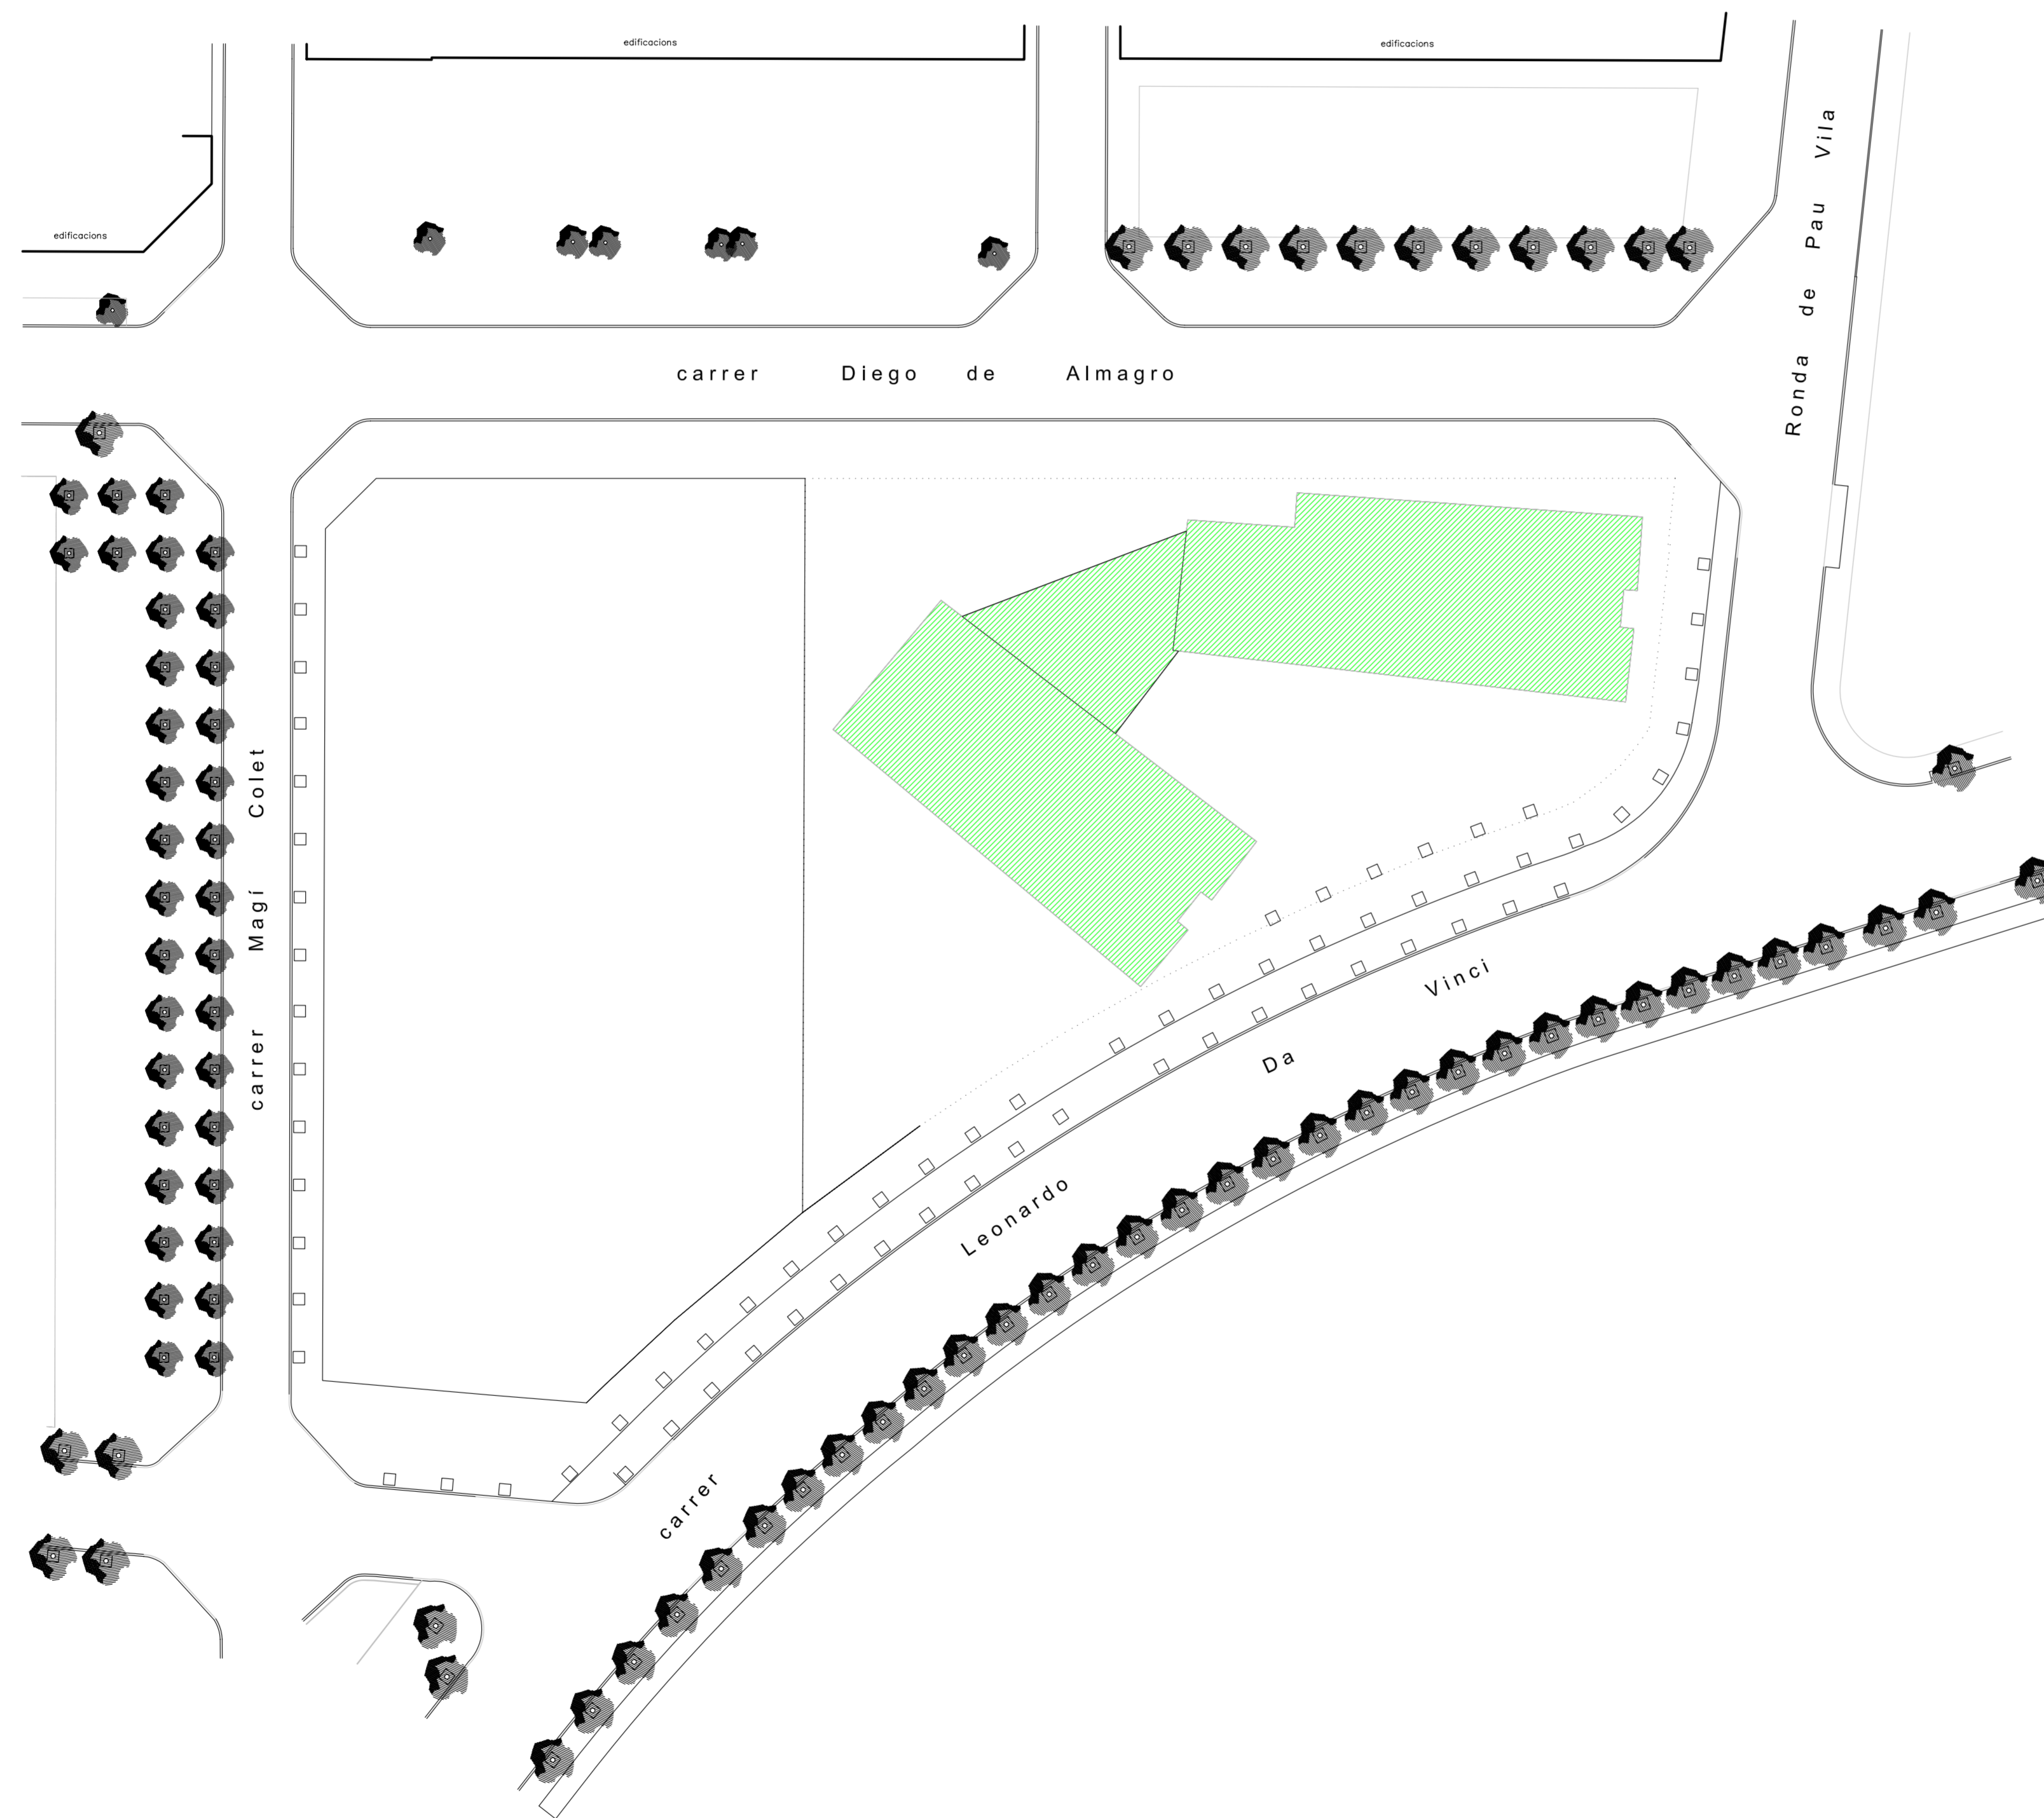 edificacions
edificacions
edificacions
carrer Diego de Almagro
Ronda de Pau Vila
carrer Magí Colet
carrer Leonardo Da Vinci